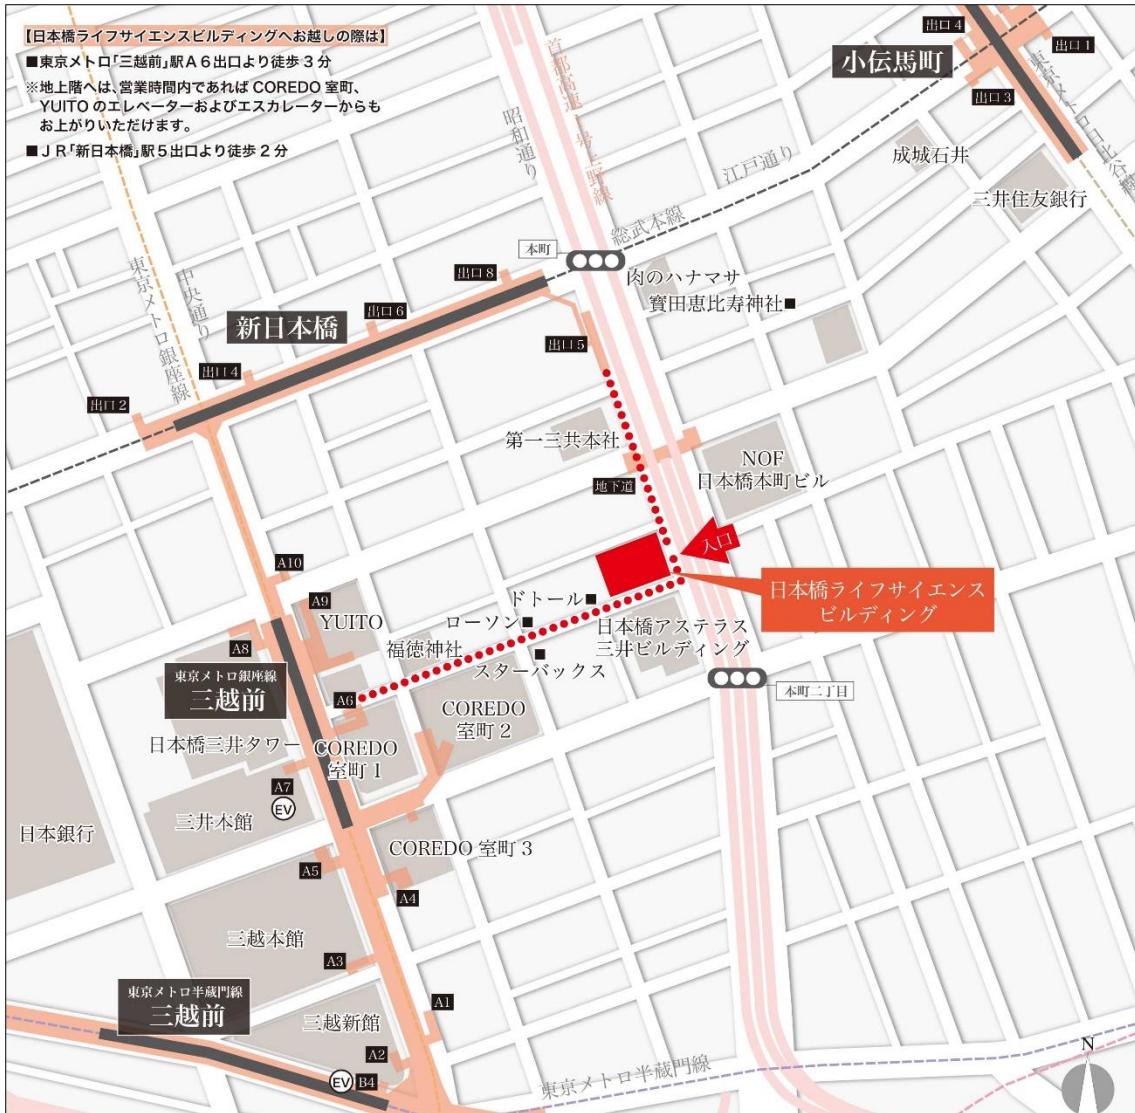 【日本橋ライフサイエンスビルディングへお越しの際は】
■東京メトロ「三越前」駅A6出口より徒歩3分
※地上階へは、営業時間内であればCOREDO室町、
YUITOのエレベーターおよびエスカレーターからも
お上がりいただけます。
■JR「新日本橋」駅5出口より徒歩2分
出口4
出口1
小伝馬町
出口3
東京メトロ日比谷線
首都高速一号上野線
昭和通り
江戸通り
成城石井
三井住友銀行
総武本線
本町
肉のハナマサ
寳田恵比寿神社■
東京メトロ銀座線
中央通り
出口8
出口6
新日本橋
出口5
出口4
出口2
第一三共本社
NOF
日本橋本町ビル
地下道
入口
日本橋ライフサイエンス
ビルディング
A10
A9
YUITO
ドトール■
ローソン■
福徳神社
スターバックス
■
日本橋アステラス
三井ビルディング
A8
東京メトロ銀座線
三越前
A6
本町二丁目
COREDO
室町2
日本橋三井タワー
COREDO
室町1
A7
EV
三井本館
日本銀行
COREDO 室町3
A5
A4
三越本館
A3
東京メトロ半蔵門線
三越前
A1
三越新館
A2
EV
B4
東京メトロ半蔵門線
N